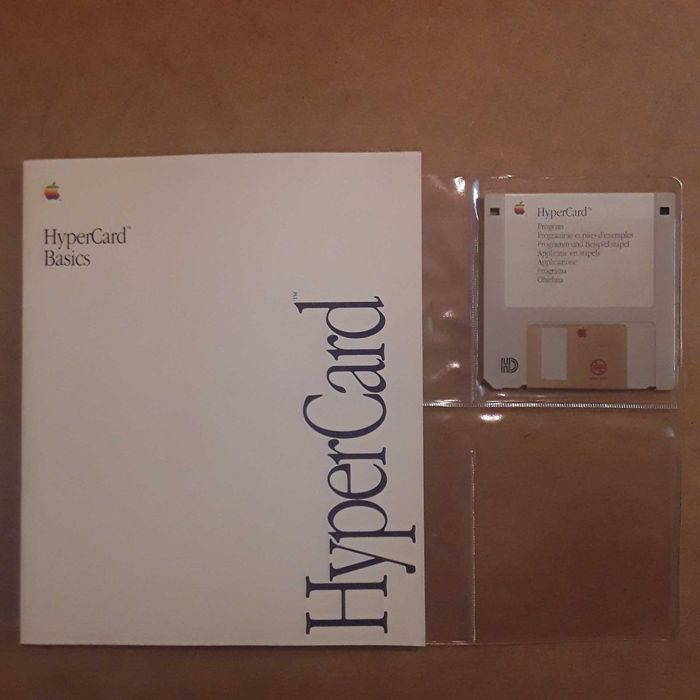 HyperCard™
Basics
HyperCard™
HyperCard™
Program
Programme et piles d'exemples
Programm und Beispiel stapel
Applicatie en stapels
Applicazione
Programa
Ohjelma
HD